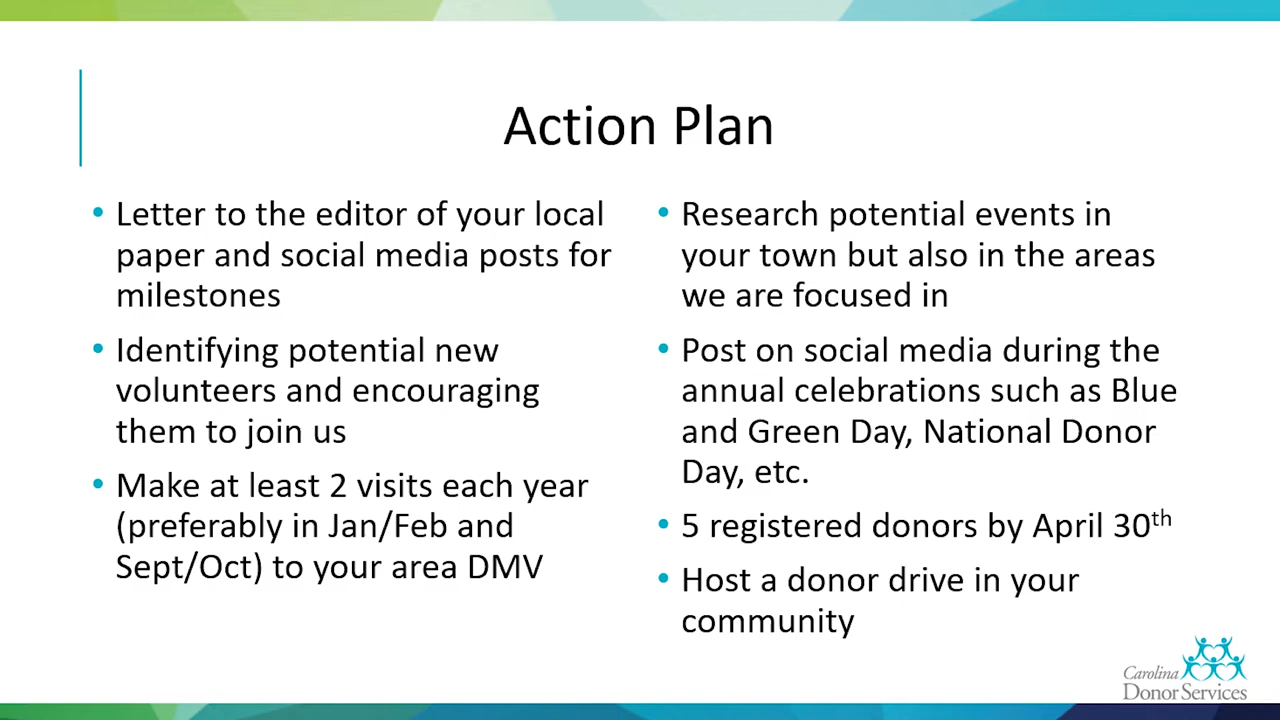 Action Plan
• Letter to the editor of your local
paper and social media posts for
milestones
• Identifying potential new
volunteers and encouraging
them to join us
• Make at least 2 visits each year
(preferably in Jan/Feb and
Sept/Oct) to your area DMV
• Research potential events in
your town but also in the areas
we are focused in
• Post on social media during the
annual celebrations such as Blue
and Green Day, National Donor
Day, etc.
• 5 registered donors by April 30th
• Host a donor drive in your
community
Carolina
Donor Services